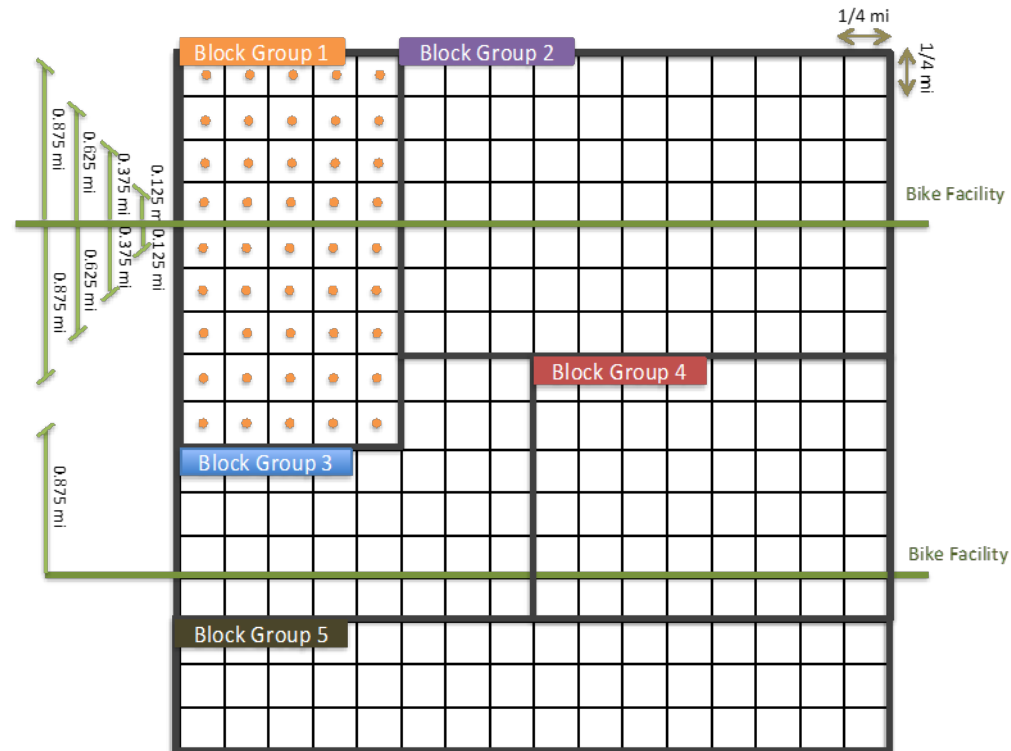 1/4 mi
Block Group 1
Block Group 2
1/4 mi
0.875 mi
0.625 mi
0.375 mi
0.125 m
Bike Facility
0.875 mi
0.625 mi
0.375 mi
0.125 mi
Block Group 4
Block Group 3
0.875 mi
Bike Facility
Block Group 5